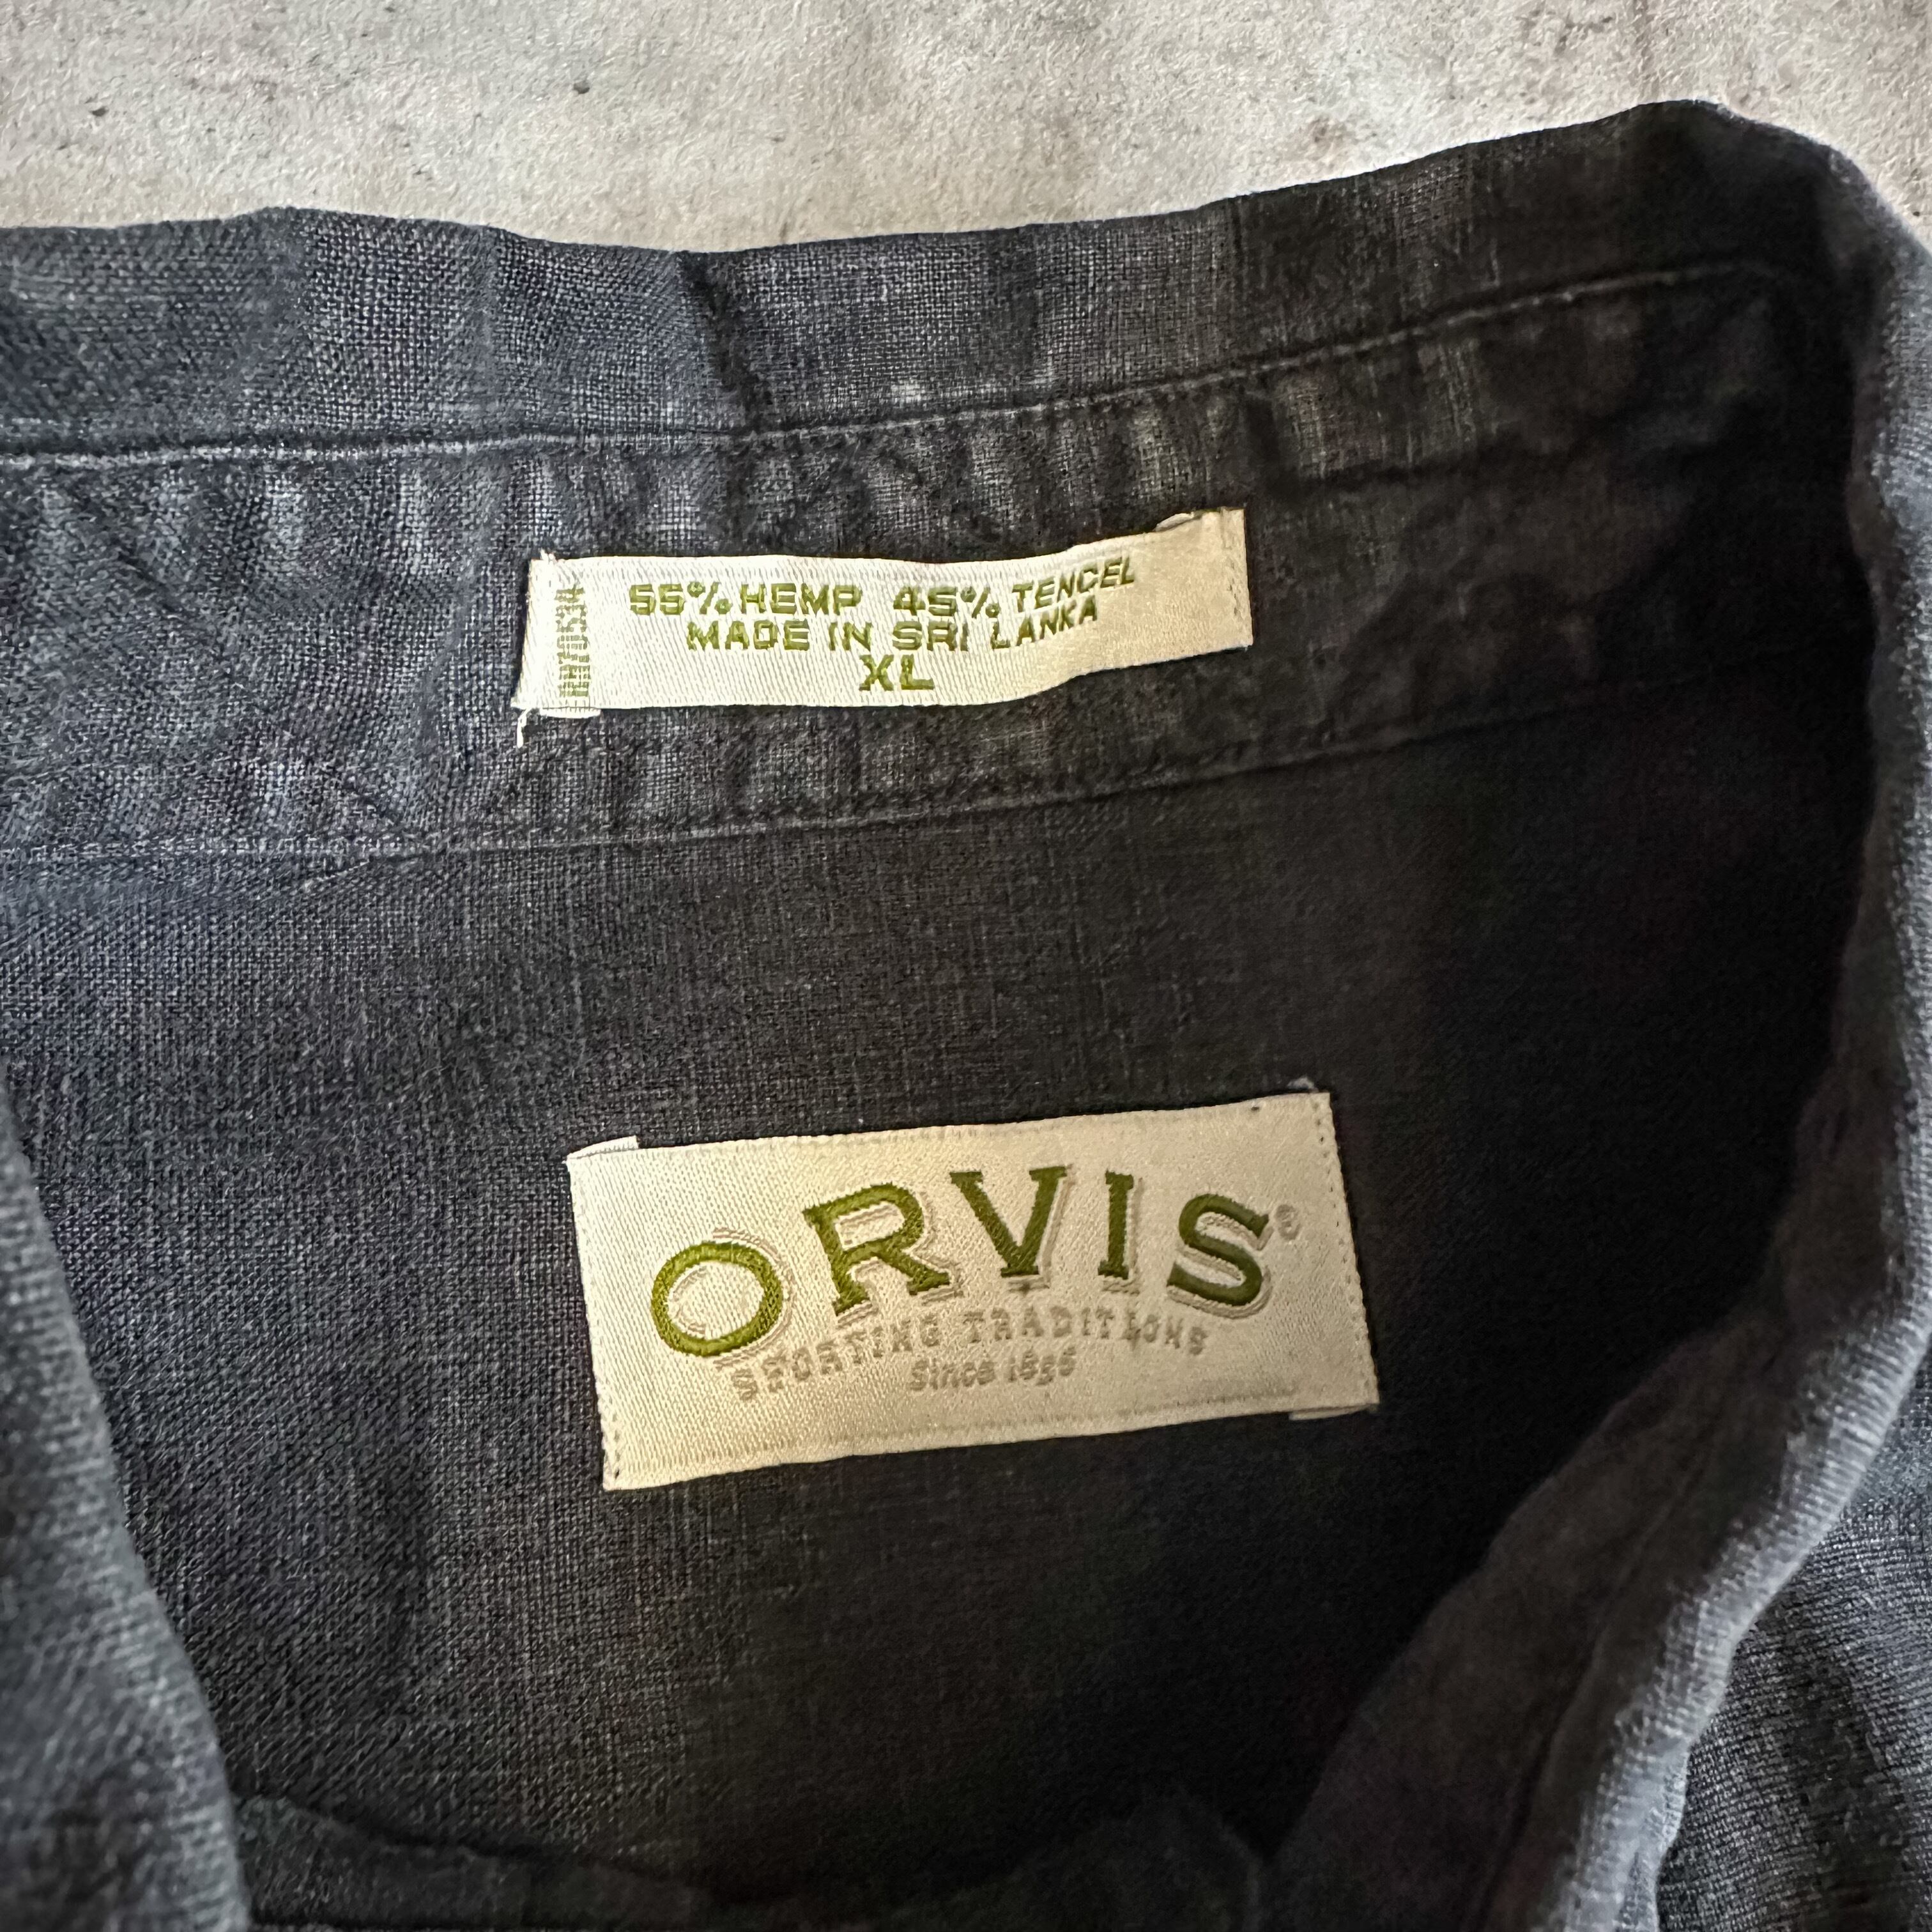 55% HEMP 45% TENCEL
MADE IN SRI LANKA
XL
ORVIS®
SPORTING TRADITIONS
Since 1856